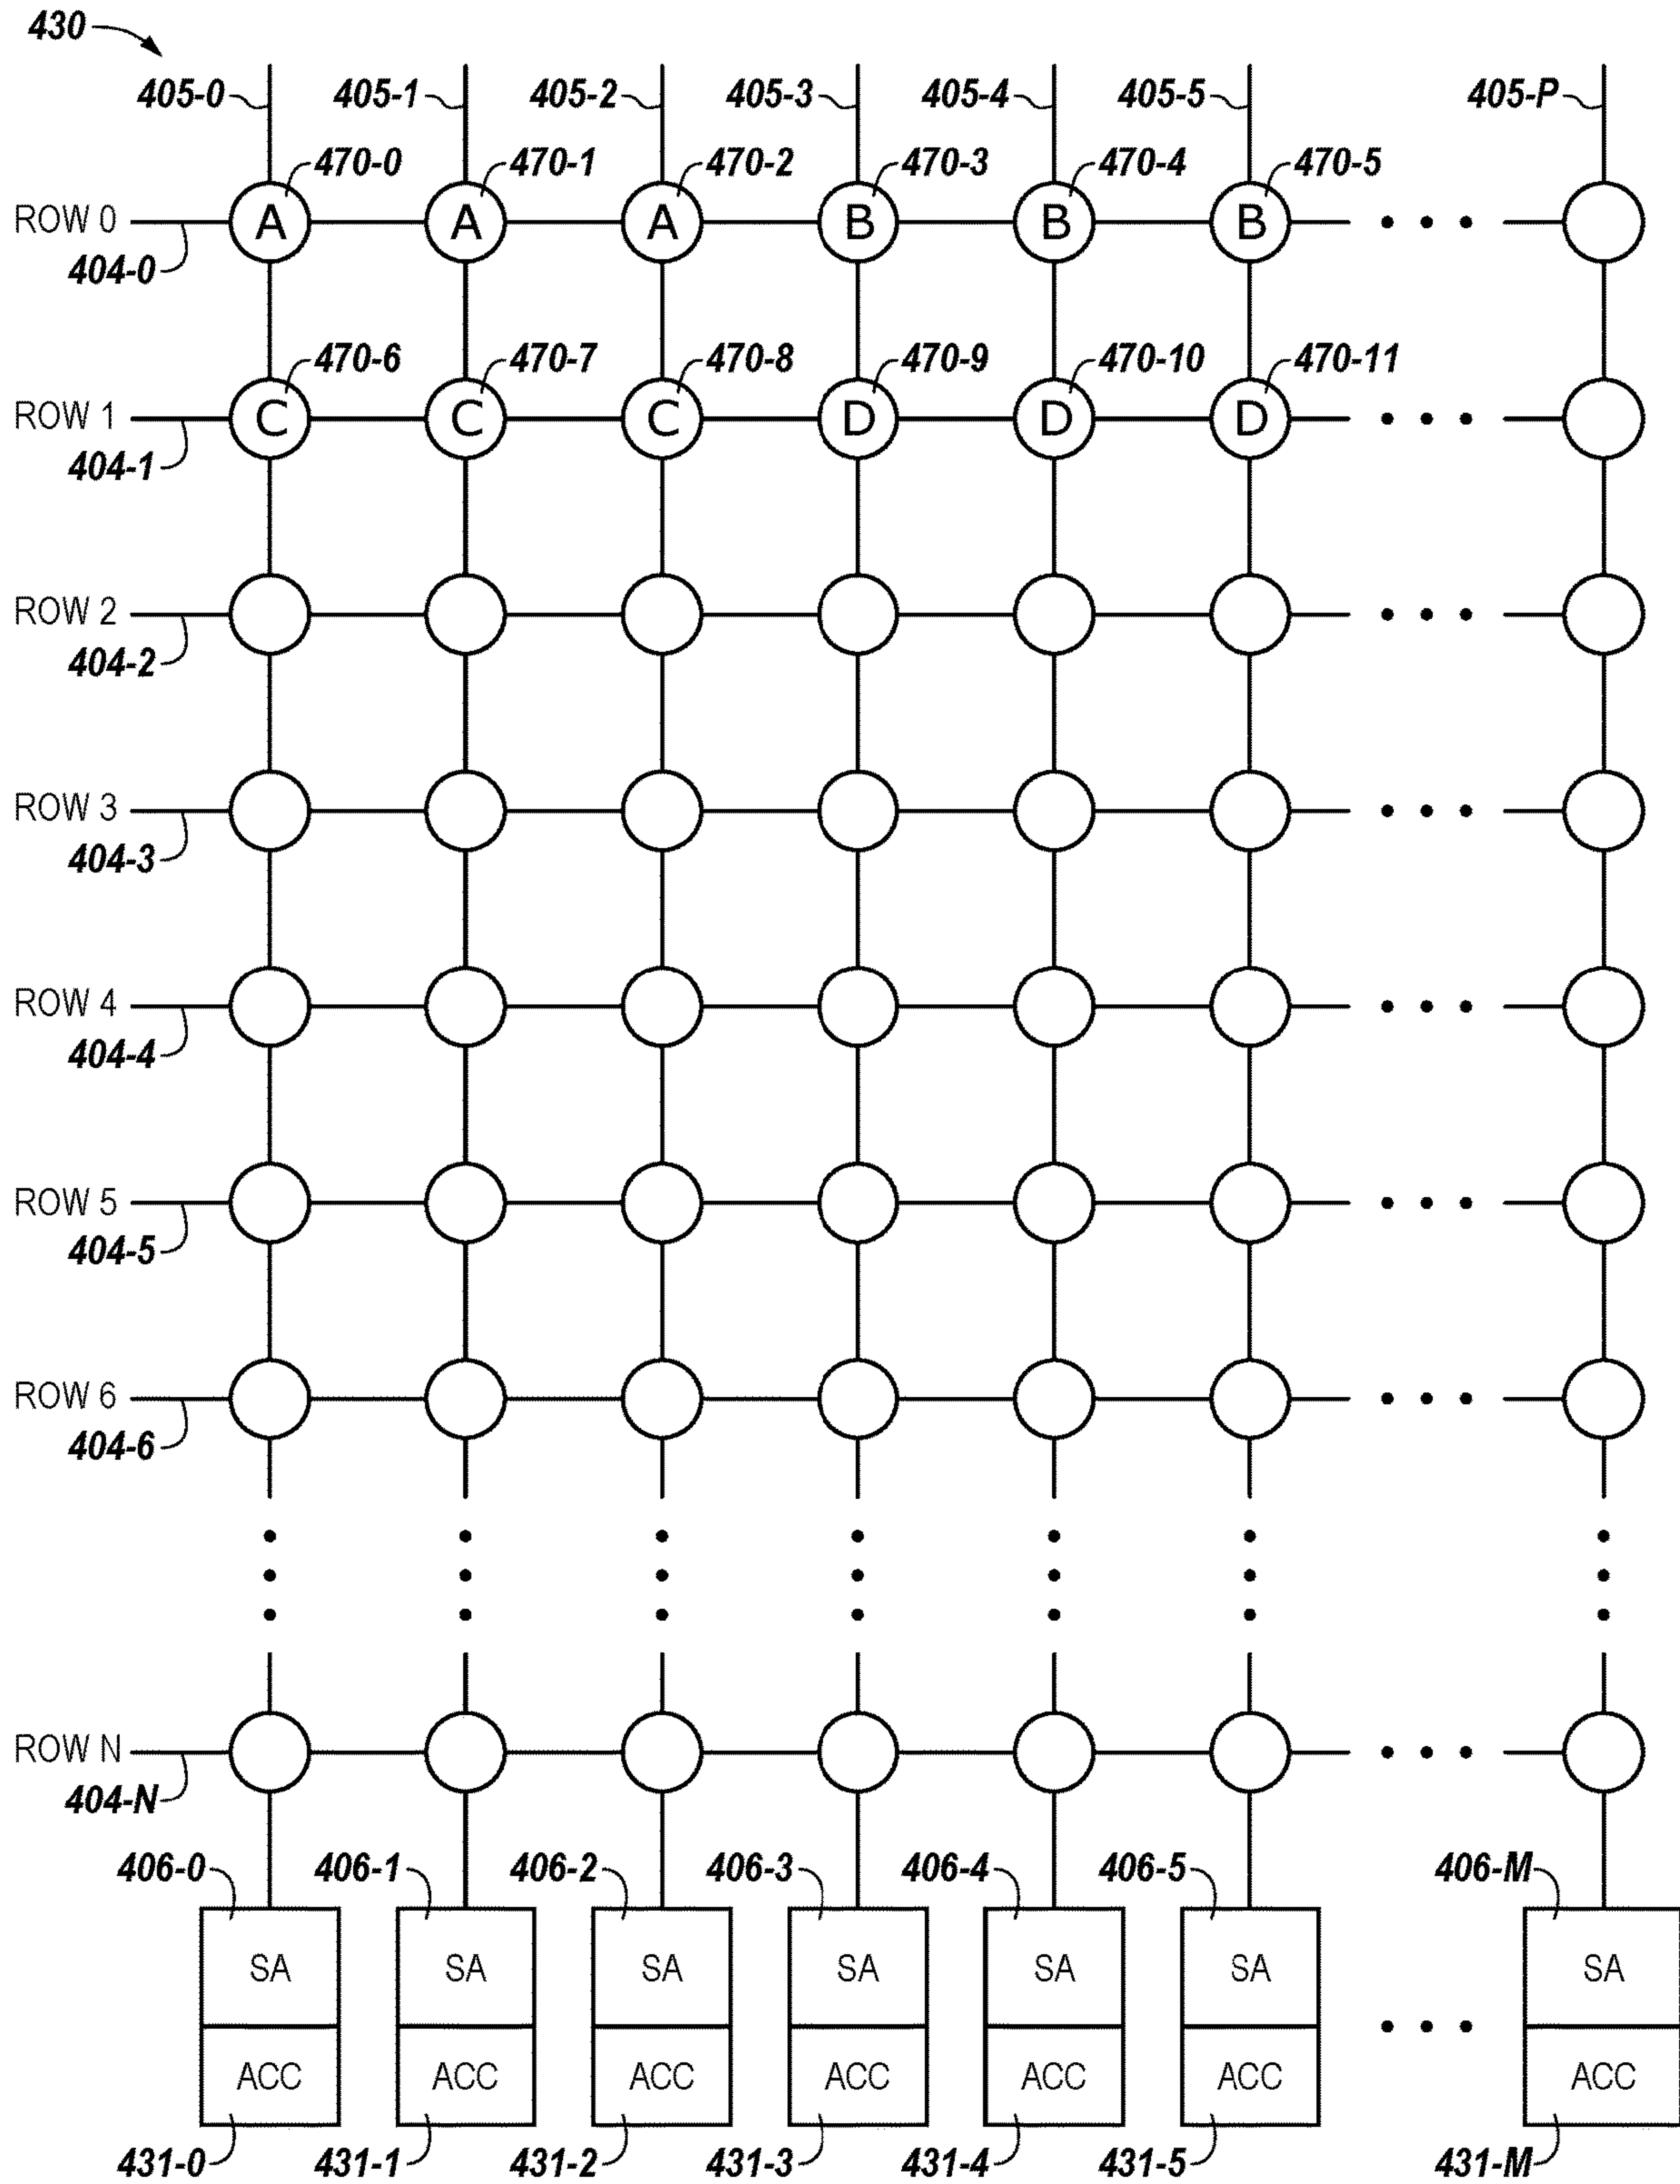 430
405-0 405-1 405-2 405-3 405-4 405-5 405-P
470-0 470-1 470-2 470-3 470-4 470-5
ROW 0 A A A B B B
404-0
470-6 470-7 470-8 470-9 470-10 470-11
ROW 1 C C C D D D
404-1
ROW 2
404-2
ROW 3
404-3
ROW 4
404-4
ROW 5
404-5
ROW 6
404-6
ROW N
404-N
406-0 406-1 406-2 406-3 406-4 406-5 406-M
SA SA SA SA SA SA SA
ACC ACC ACC ACC ACC ACC ACC
431-0 431-1 431-2 431-3 431-4 431-5 431-M